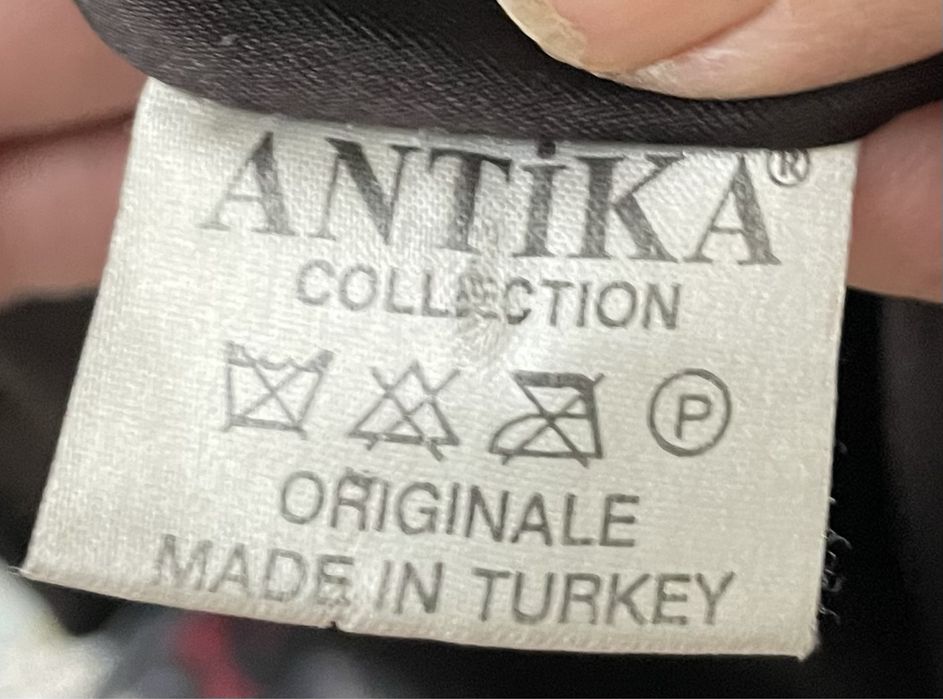 ANTİKA®
COLLECTION
P
ORIGINALE
MADE IN TURKEY